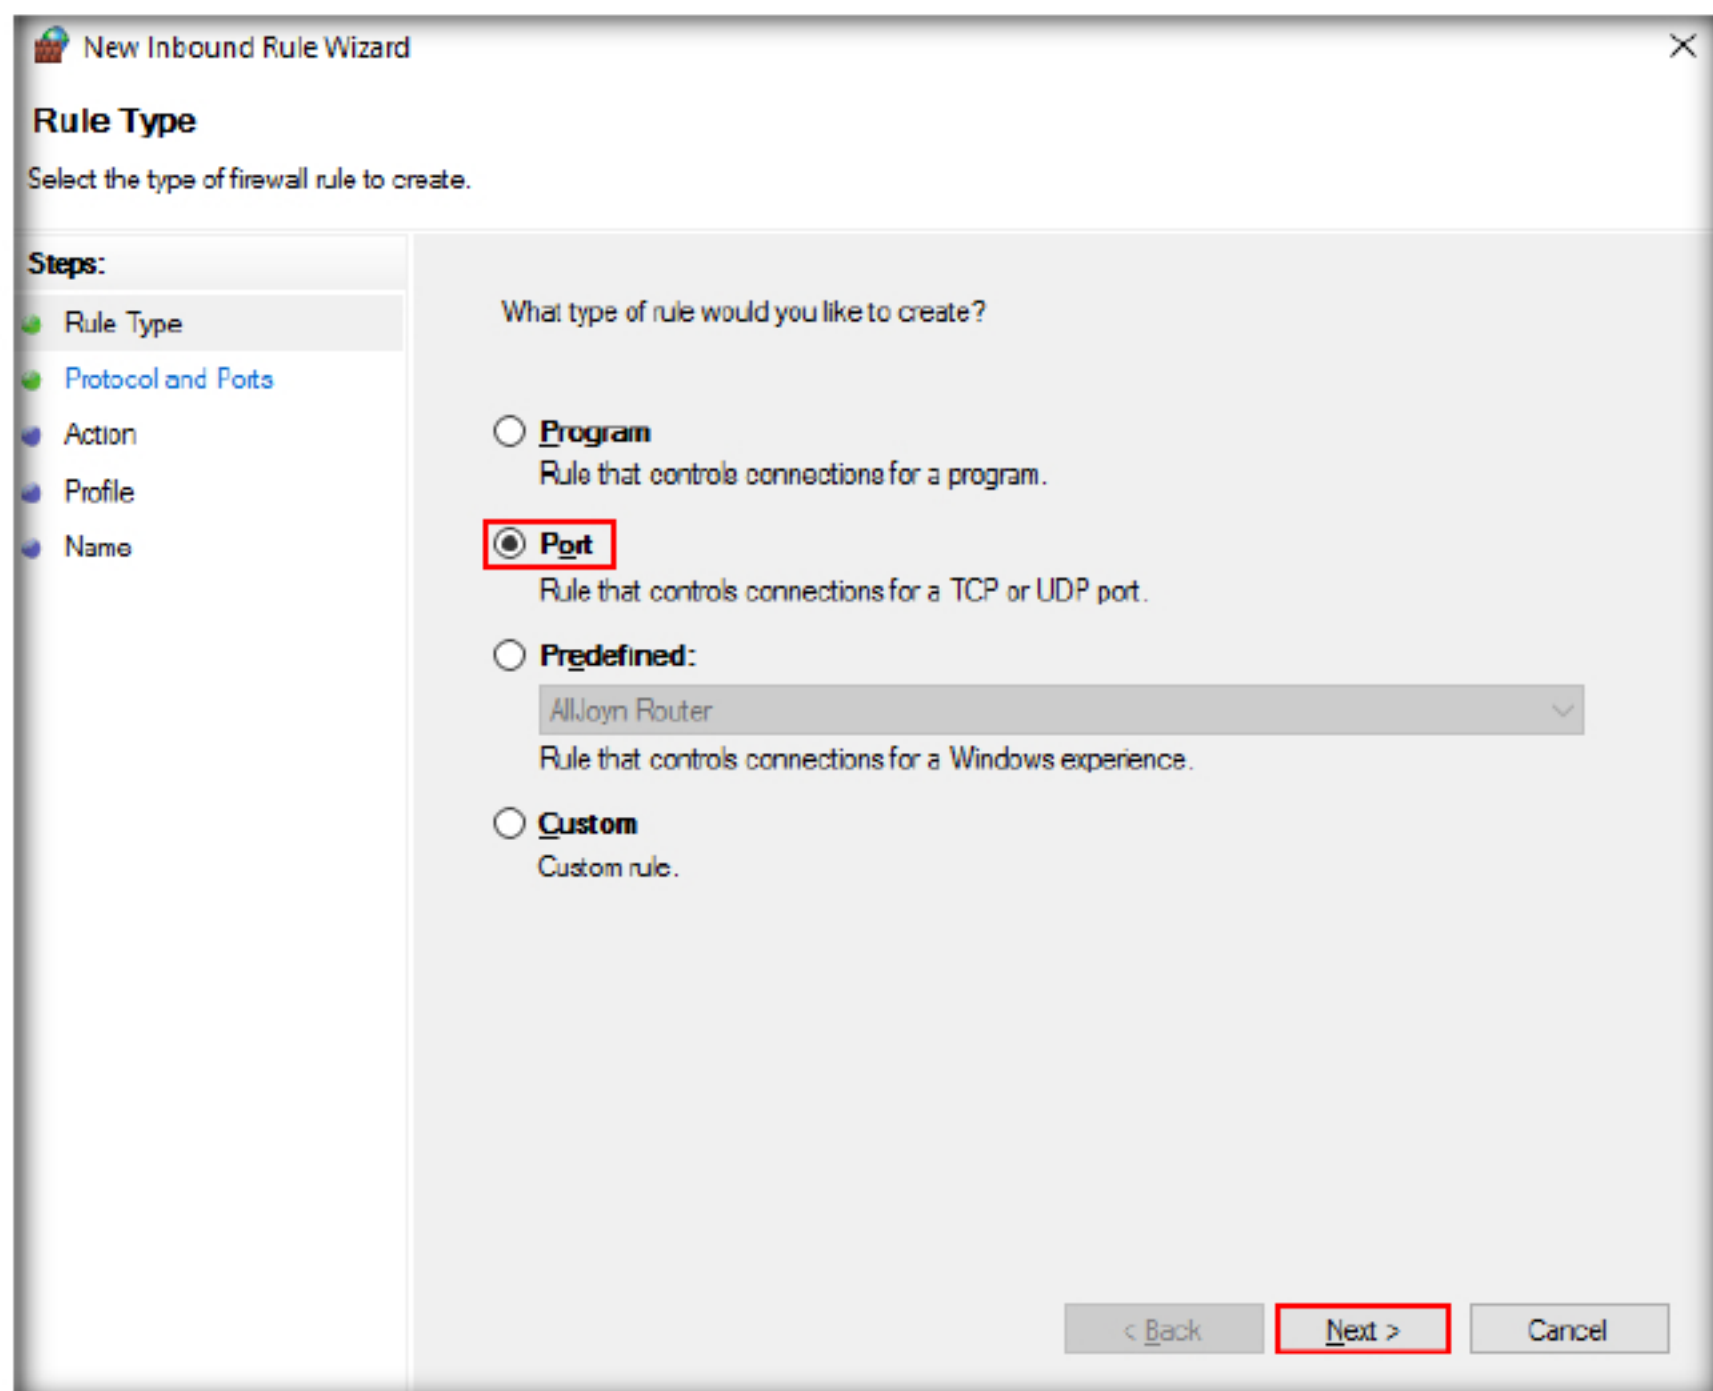 New Inbound Rule Wizard
Rule Type
Select the type of firewall rule to create.
Steps:
Rule Type
Protocol and Ports
Action
Profile
Name
What type of rule would you like to create?
Program
Rule that controls connections for a program.
Port
Rule that controls connections for a TCP or UDP port.
Predefined:
AllJoyn Router
Rule that controls connections for a Windows experience.
Custom
Custom rule.
< Back
Next >
Cancel